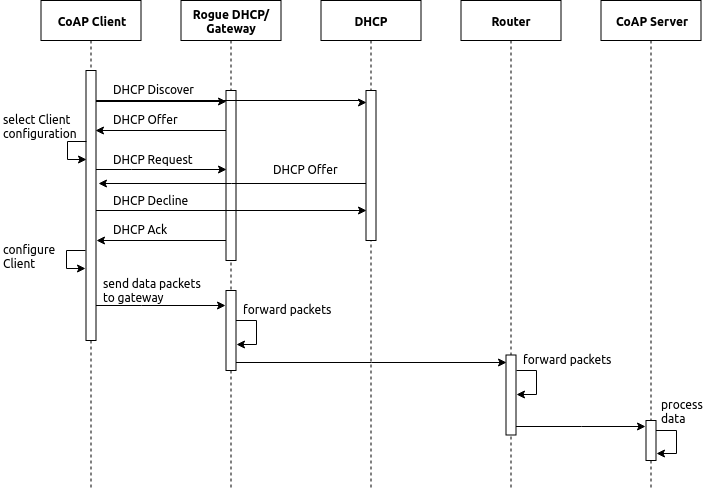 CoAP Client
Rogue DHCP/
Gateway
DHCP
Router
CoAP Server
DHCP Discover
DHCP Offer
select Client
configuration
DHCP Request
DHCP Offer
DHCP Decline
DHCP Ack
configure
Client
send data packets
to gateway
forward packets
forward packets
process
data